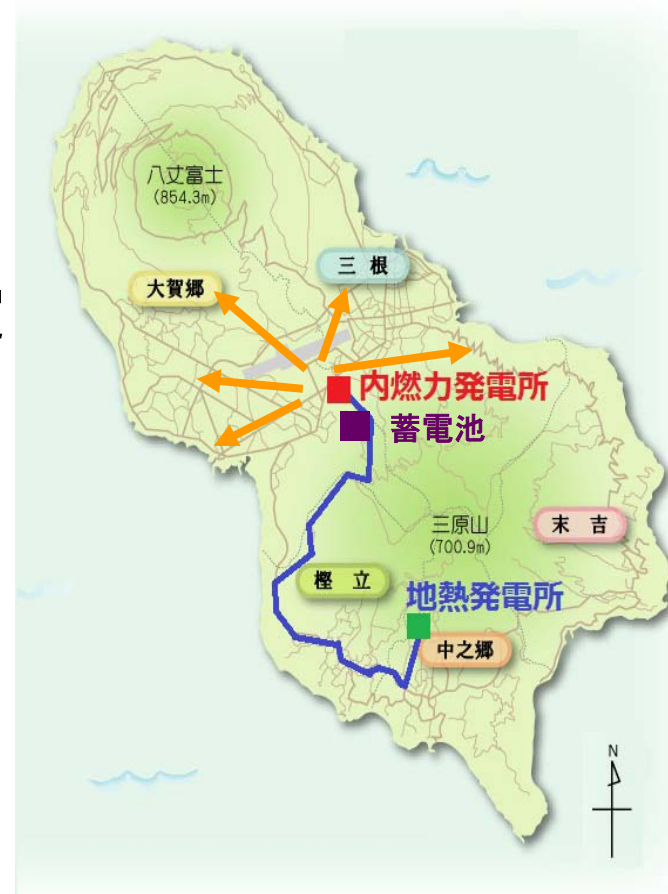 八丈富士
(854.3m)
三 根
大賀郷
内燃力発電所
蓄電池
三原山
(700.9m)
末 吉
樫 立
地熱発電所
中之郷
N